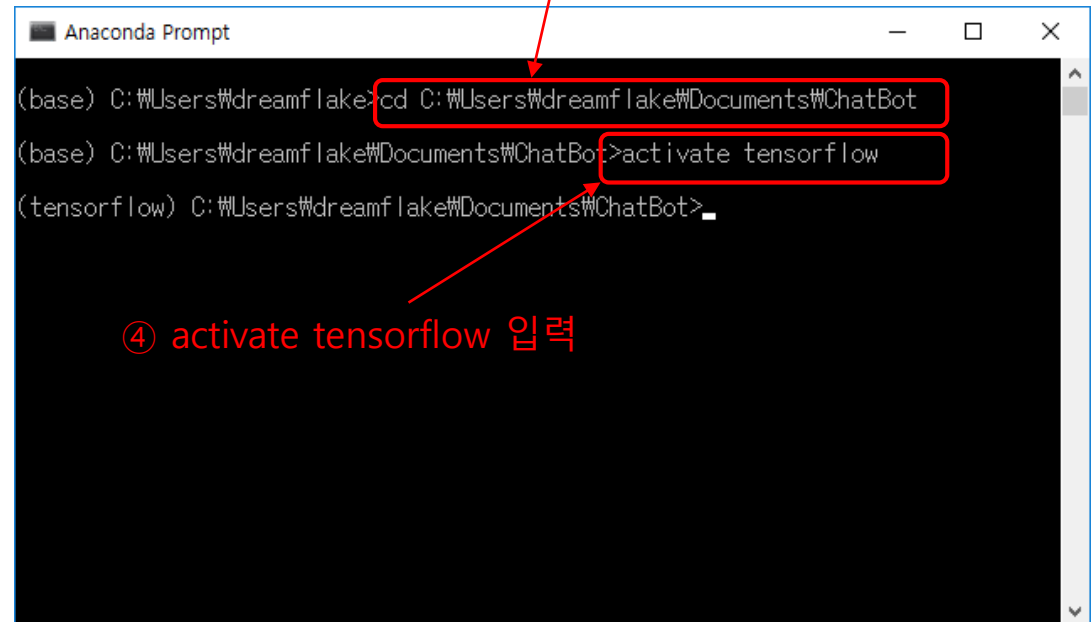 Anaconda Prompt
(base) C:₩Users₩dreamflake>cd C:₩Users₩dreamflake₩Documents₩ChatBot
(base) C:₩Users₩dreamflake₩Documents₩ChatBot>activate tensorflow
(tensorflow) C:₩Users₩dreamflake₩Documents₩ChatBot>
④ activate tensorflow 입력